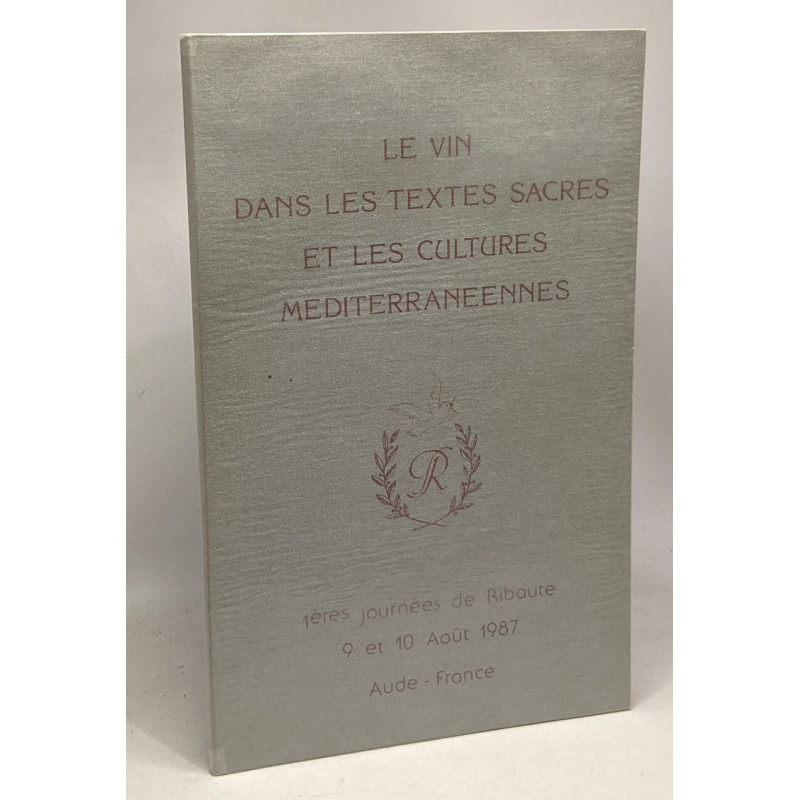 LE VIN
DANS LES TEXTES SACRES
ET LES CULTURES
MEDITERRANEENNES
R
1ères journées de Ribaute
9 et 10 Août 1987
Aude - France